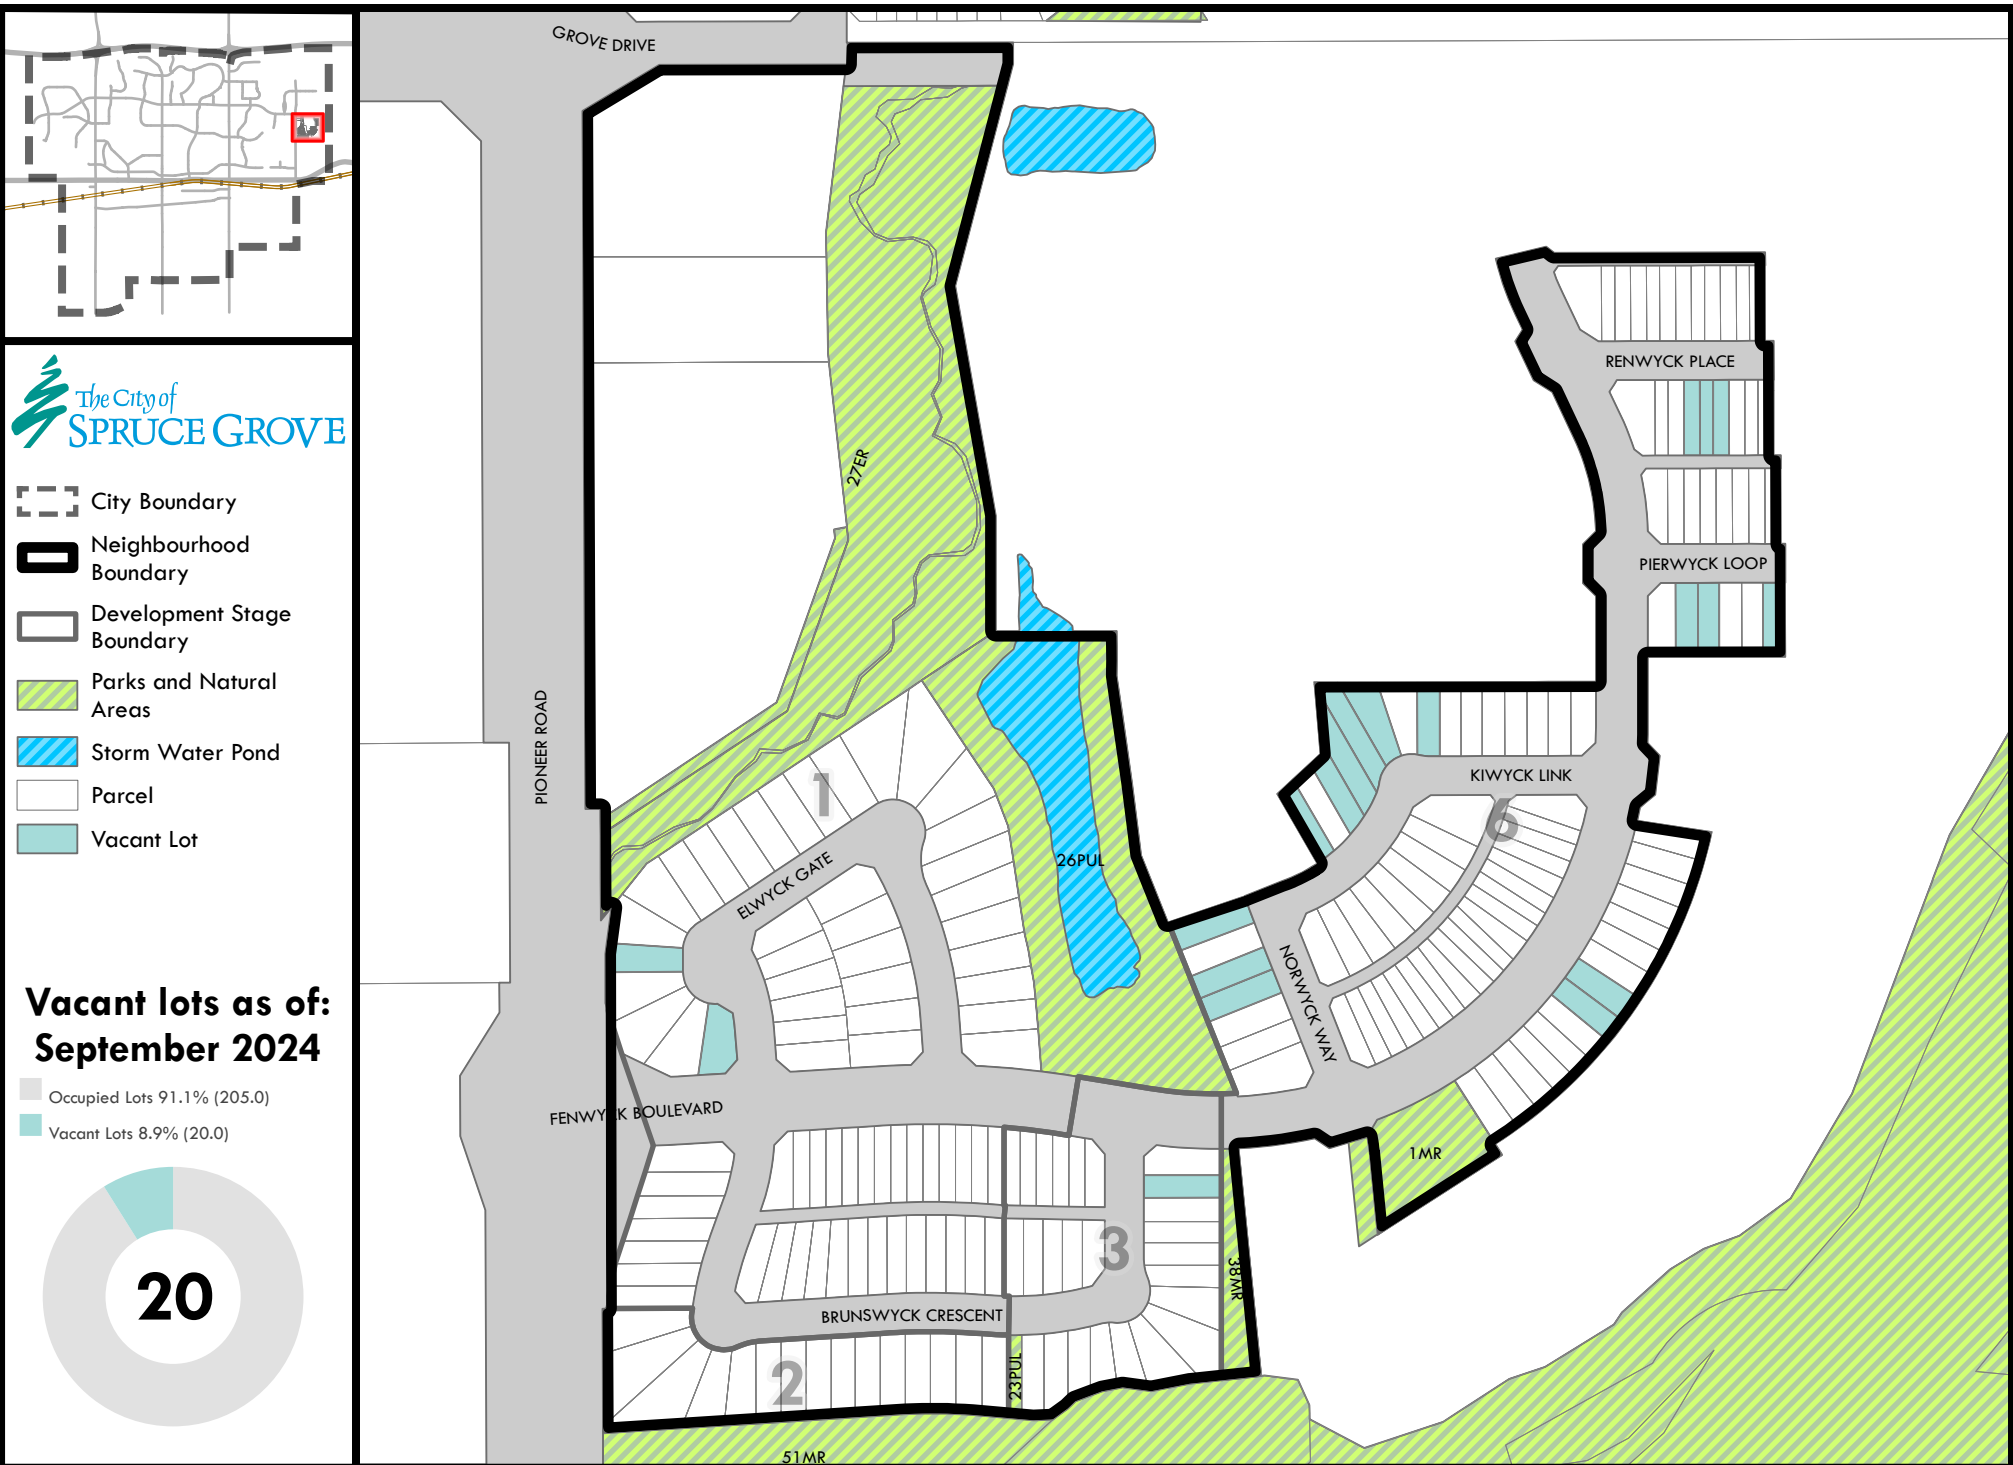 The City of
SPRUCE GROVE
City Boundary
Neighbourhood
Boundary
Development Stage
Boundary
Parks and Natural
Areas
Storm Water Pond
Parcel
Vacant Lot
Vacant lots as of:
September 2024
Occupied Lots 91.1% (205.0)
Vacant Lots 8.9% (20.0)
20
GROVE DRIVE
RENWYCK PLACE
27ER
PIERWYCK LOOP
PIONEER ROAD
KIWYCK LINK
1
6
26PUL
ELWYCK GATE
NORWYCK WAY
FENWYCK BOULEVARD
1MR
3
38MR
BRUNSWYCK CRESCENT
2
23PUL
51MR